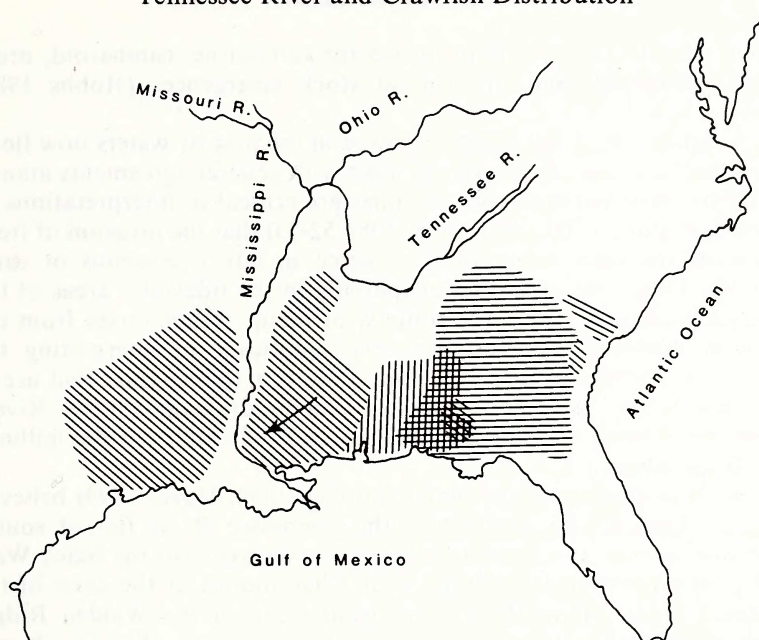 Tennessee River and Crawfish Distribution
Missouri R.
Ohio R.
Mississippi R.
Tennessee R.
Atlantic Ocean
Gulf of Mexico